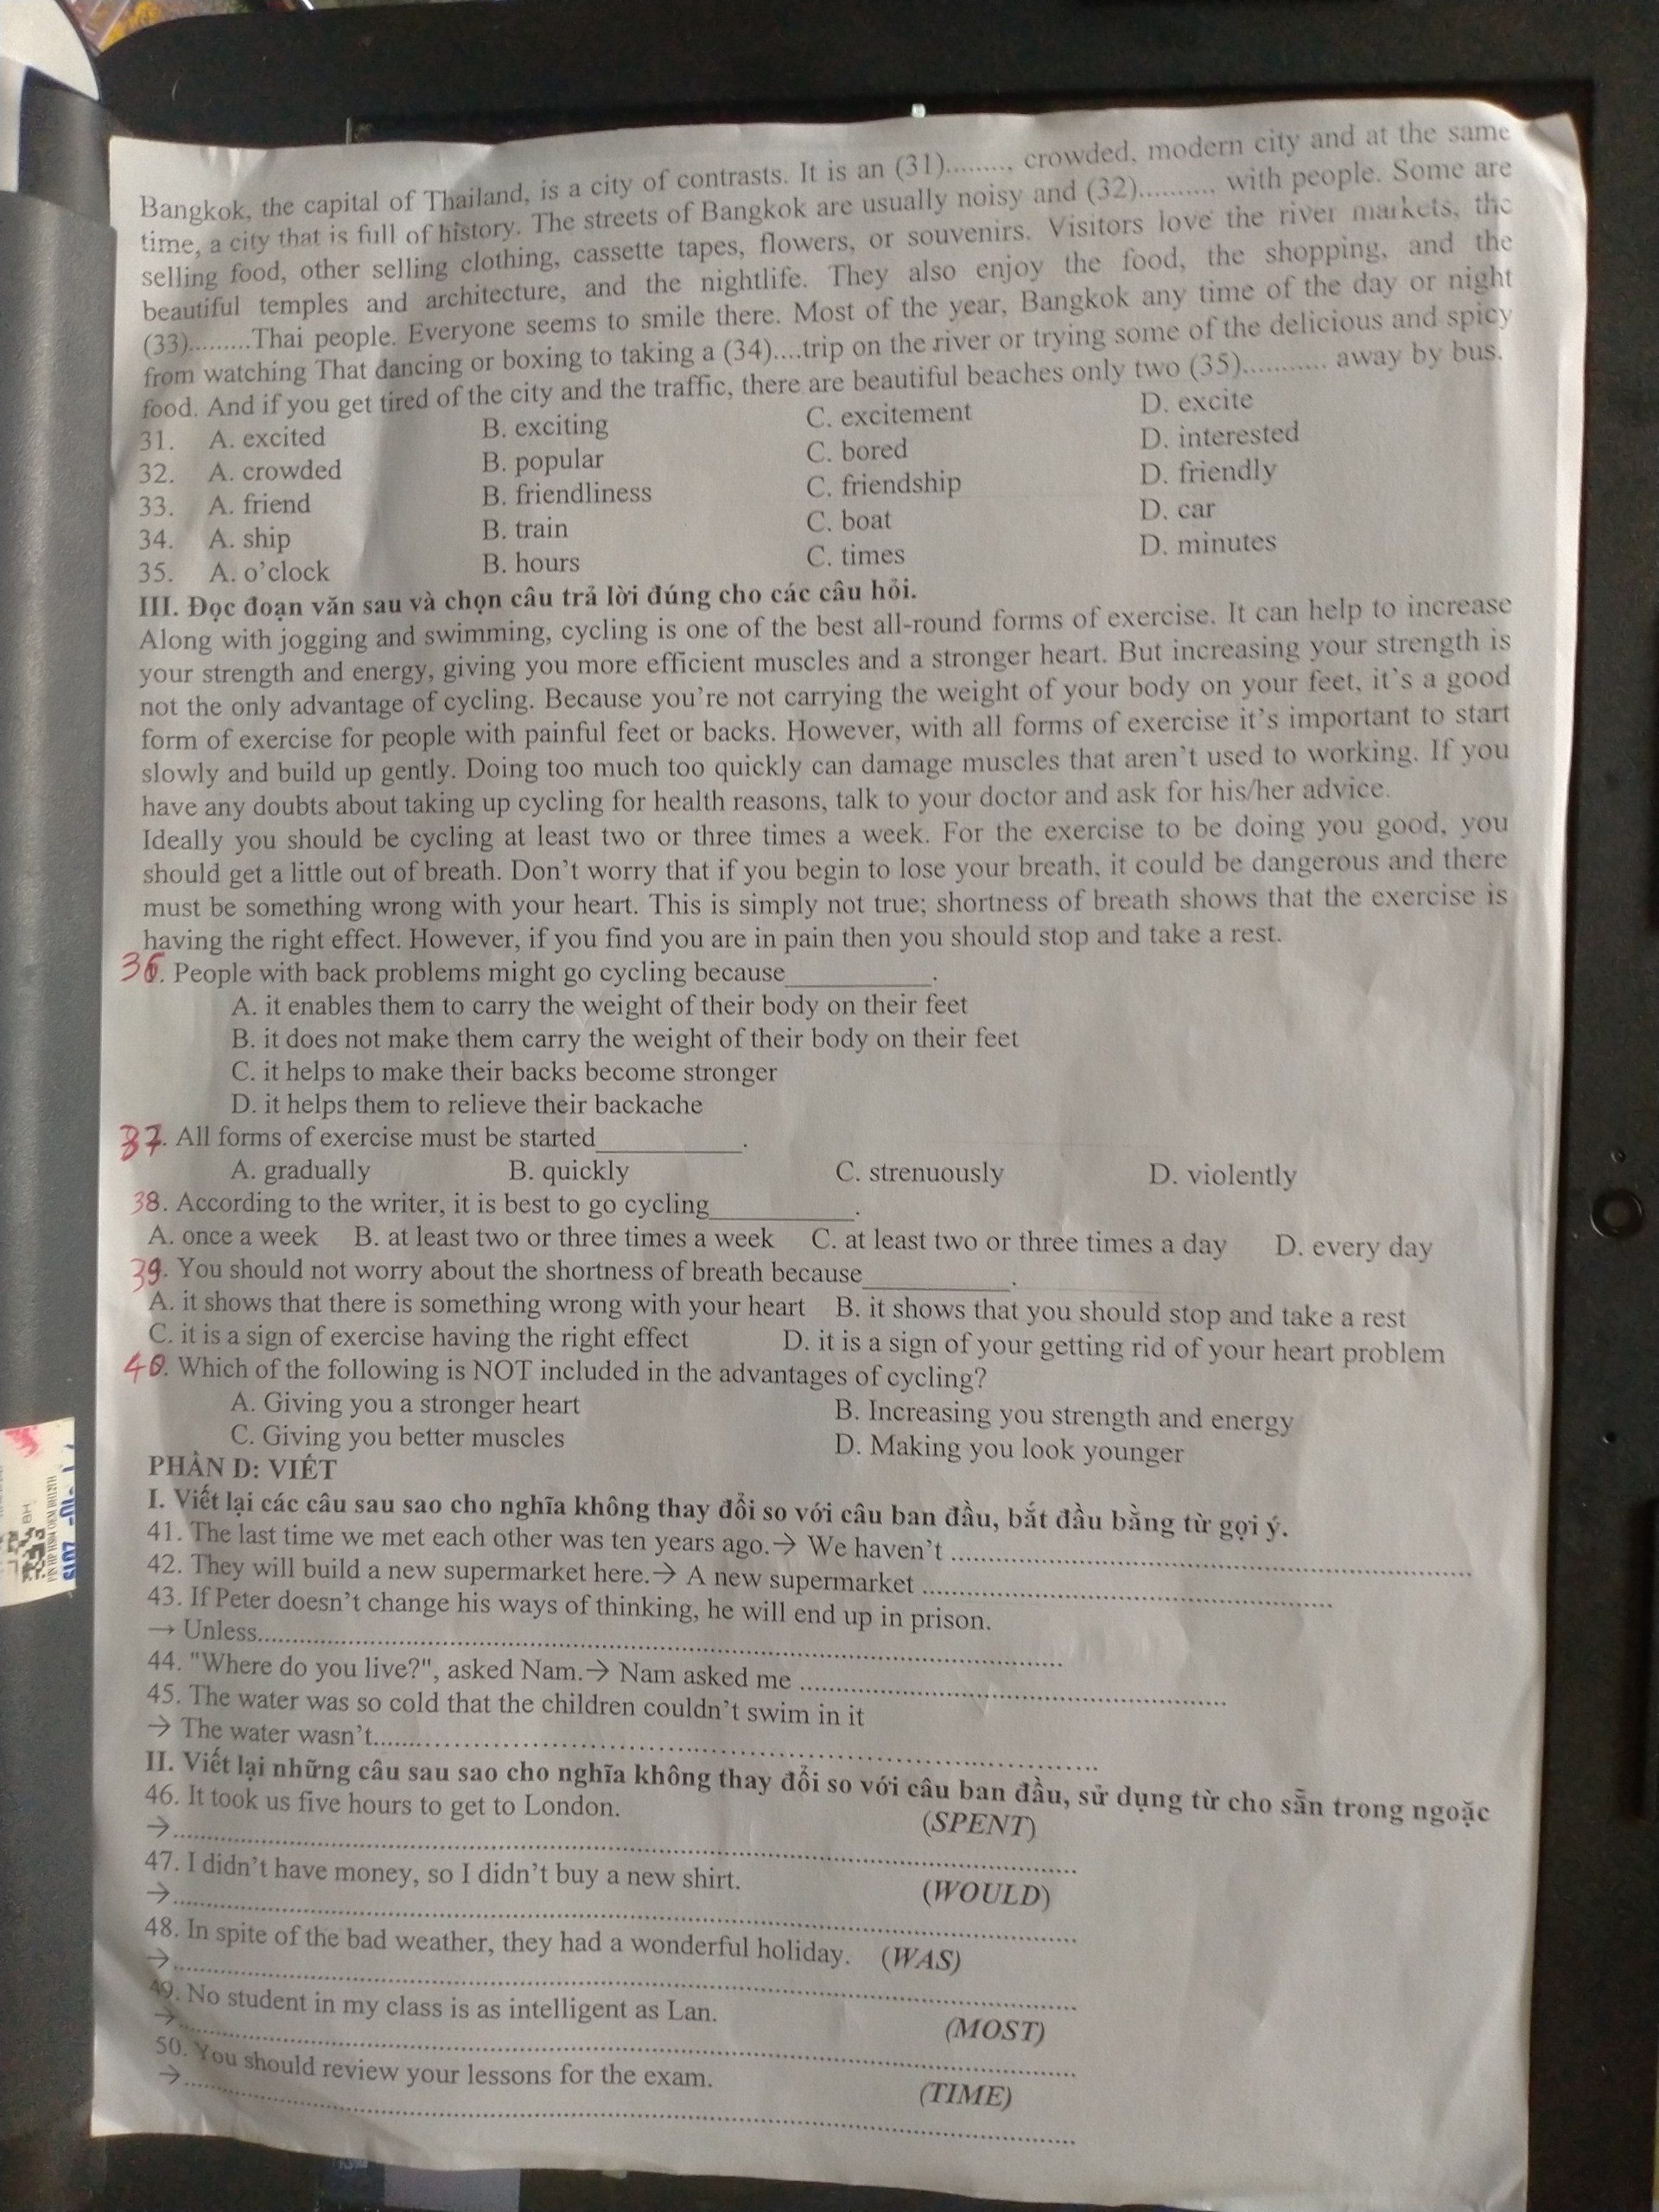 Bangkok, the capital of Thailand, is a city of contrasts. It is an (31)........, crowded, modern city and at the same
time, a city that is full of history. The streets of Bangkok are usually noisy and (32).......... with people. Some are
selling food, other selling clothing, cassette tapes, flowers, or souvenirs. Visitors love the river markets, the
beautiful temples and architecture, and the nightlife. They also enjoy the food, the shopping, and the
(33).........Thai people. Everyone seems to smile there. Most of the year, Bangkok any time of the day or night
from watching That dancing or boxing to taking a (34)....trip on the river or trying some of the delicious and spicy
food. And if you get tired of the city and the traffic, there are beautiful beaches only two (35)........... away by bus.
31. A. excited B. exciting C. excitement D. excite
32. A. crowded B. popular C. bored D. interested
33. A. friend B. friendliness C. friendship D. friendly
34. A. ship B. train C. boat D. car
35. A. o'clock B. hours C. times D. minutes
III. Đọc đoạn văn sau và chọn câu trả lời đúng cho các câu hỏi.
Along with jogging and swimming, cycling is one of the best all-round forms of exercise. It can help to increase
your strength and energy, giving you more efficient muscles and a stronger heart. But increasing your strength is
not the only advantage of cycling. Because you're not carrying the weight of your body on your feet, it's a good
form of exercise for people with painful feet or backs. However, with all forms of exercise it's important to start
slowly and build up gently. Doing too much too quickly can damage muscles that aren't used to working. If you
have any doubts about taking up cycling for health reasons, talk to your doctor and ask for his/her advice.
Ideally you should be cycling at least two or three times a week. For the exercise to be doing you good, you
should get a little out of breath. Don't worry that if you begin to lose your breath, it could be dangerous and there
must be something wrong with your heart. This is simply not true; shortness of breath shows that the exercise is
having the right effect. However, if you find you are in pain then you should stop and take a rest.
36. People with back problems might go cycling because__________.
A. it enables them to carry the weight of their body on their feet
B. it does not make them carry the weight of their body on their feet
C. it helps to make their backs become stronger
D. it helps them to relieve their backache
37. All forms of exercise must be started__________.
A. gradually B. quickly C. strenuously D. violently
38. According to the writer, it is best to go cycling__________.
A. once a week B. at least two or three times a week C. at least two or three times a day D. every day
39. You should not worry about the shortness of breath because__________.
A. it shows that there is something wrong with your heart B. it shows that you should stop and take a rest
C. it is a sign of exercise having the right effect D. it is a sign of your getting rid of your heart problem
40. Which of the following is NOT included in the advantages of cycling?
A. Giving you a stronger heart B. Increasing you strength and energy
C. Giving you better muscles D. Making you look younger
PHẦN D: VIẾT
I. Viết lại các câu sau sao cho nghĩa không thay đổi so với câu ban đầu, bắt đầu bằng từ gợi ý.
41. The last time we met each other was ten years ago.→ We haven't ..........
42. They will build a new supermarket here.→ A new supermarket ..........
43. If Peter doesn't change his ways of thinking, he will end up in prison.
→ Unless..........
44. "Where do you live?", asked Nam.→ Nam asked me ..........
45. The water was so cold that the children couldn't swim in it
→ The water wasn't..........
II. Viết lại những câu sau sao cho nghĩa không thay đổi so với câu ban đầu, sử dụng từ cho sẵn trong ngoặc
46. It took us five hours to get to London. (SPENT)
→..........
47. I didn't have money, so I didn't buy a new shirt. (WOULD)
→..........
48. In spite of the bad weather, they had a wonderful holiday. (WAS)
→..........
49. No student in my class is as intelligent as Lan. (MOST)
→..........
50. You should review your lessons for the exam. (TIME)
→..........